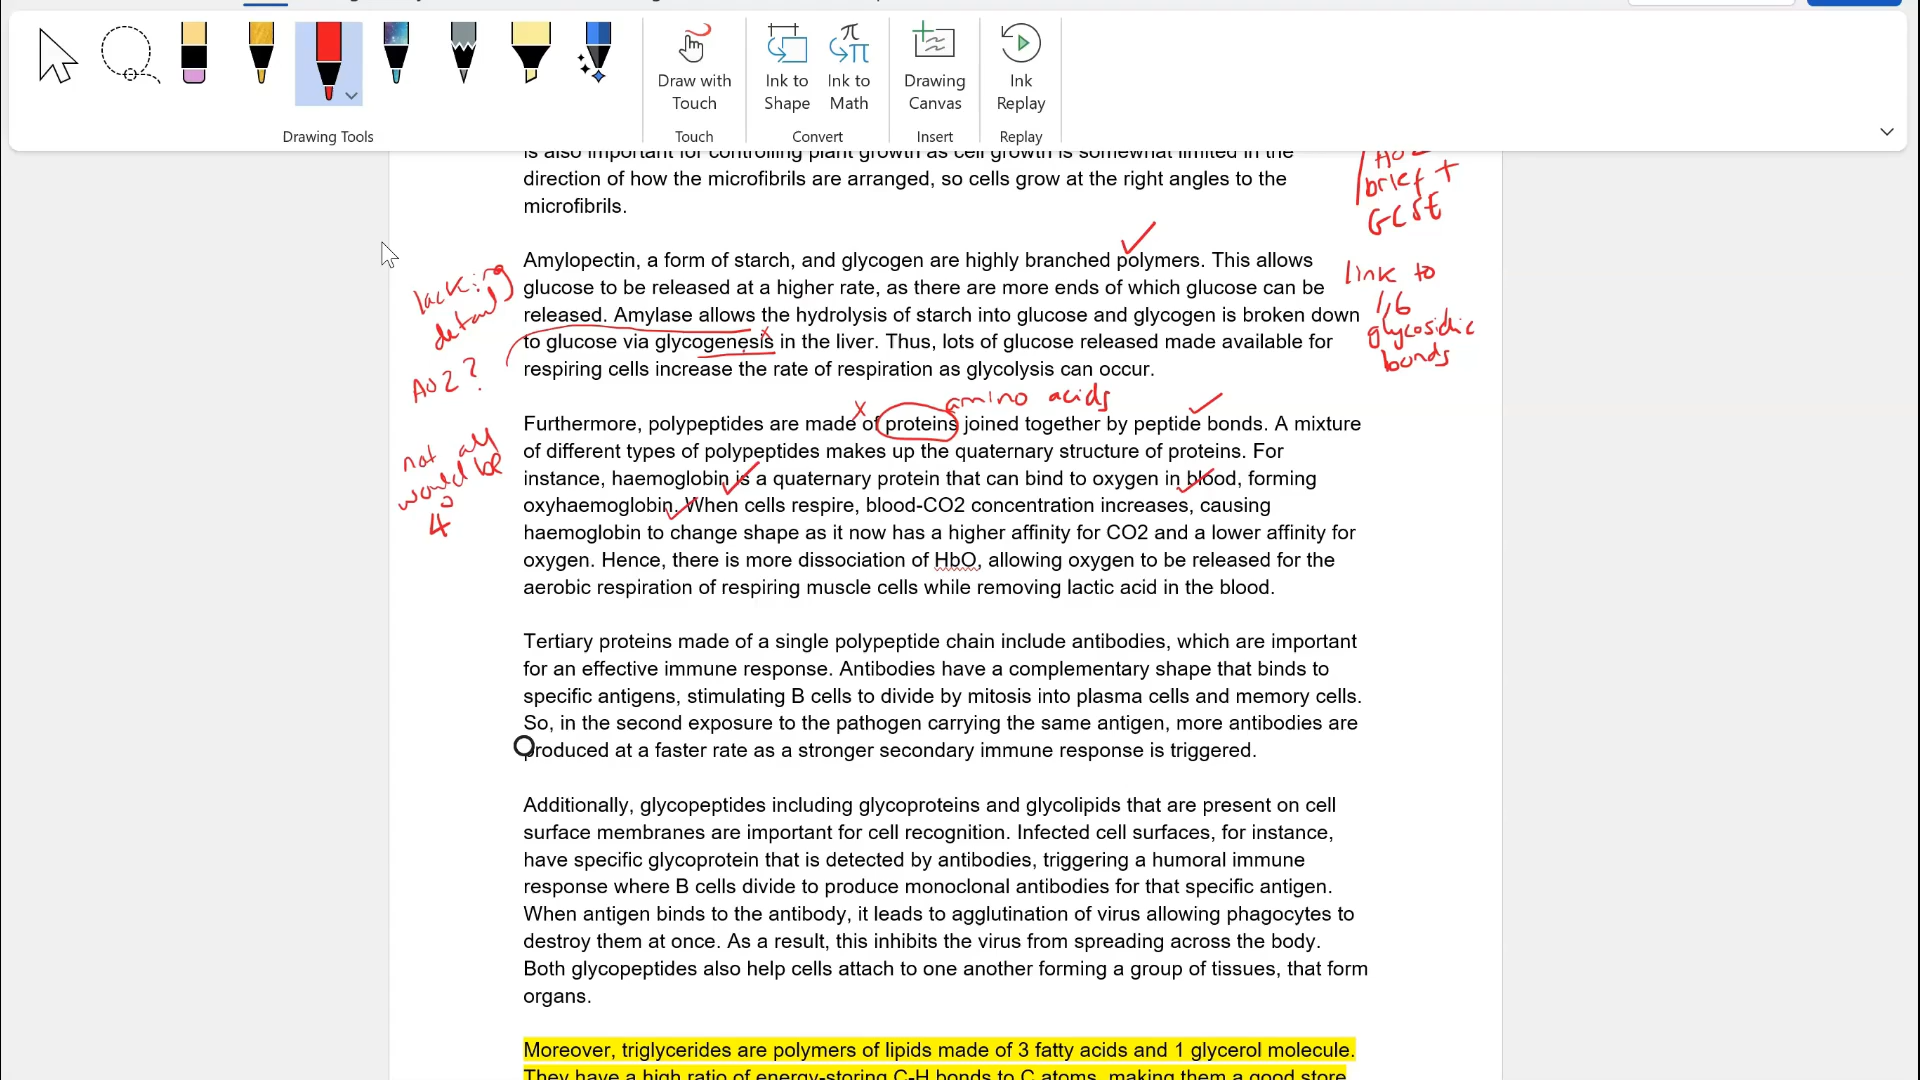 Draw with
Touch
Ink to
Shape
Ink to
Math
Drawing
Canvas
Ink
Replay
Drawing Tools
Touch
Convert
Insert
Replay
is also important for controlling plant growth as cell growth is somewhat limited in the
direction of how the microfibrils are arranged, so cells grow at the right angles to the
microfibrils.
AO2
brief +
GCSE
Amylopectin, a form of starch, and glycogen are highly branched polymers. This allows
glucose to be released at a higher rate, as there are more ends of which glucose can be
released. Amylase allows the hydrolysis of starch into glucose and glycogen is broken down
to glucose via glycogenesis in the liver. Thus, lots of glucose released made available for
respiring cells increase the rate of respiration as glycolysis can occur.
lacking
detail
AO2?
link to
1,6
glycosidic
bonds
amino acids
Furthermore, polypeptides are made of proteins joined together by peptide bonds. A mixture
of different types of polypeptides makes up the quaternary structure of proteins. For
instance, haemoglobin is a quaternary protein that can bind to oxygen in blood, forming
oxyhaemoglobin. When cells respire, blood-CO2 concentration increases, causing
haemoglobin to change shape as it now has a higher affinity for CO2 and a lower affinity for
oxygen. Hence, there is more dissociation of HbO, allowing oxygen to be released for the
aerobic respiration of respiring muscle cells while removing lactic acid in the blood.
not all
would be
4°
Tertiary proteins made of a single polypeptide chain include antibodies, which are important
for an effective immune response. Antibodies have a complementary shape that binds to
specific antigens, stimulating B cells to divide by mitosis into plasma cells and memory cells.
So, in the second exposure to the pathogen carrying the same antigen, more antibodies are
produced at a faster rate as a stronger secondary immune response is triggered.
Additionally, glycopeptides including glycoproteins and glycolipids that are present on cell
surface membranes are important for cell recognition. Infected cell surfaces, for instance,
have specific glycoprotein that is detected by antibodies, triggering a humoral immune
response where B cells divide to produce monoclonal antibodies for that specific antigen.
When antigen binds to the antibody, it leads to agglutination of virus allowing phagocytes to
destroy them at once. As a result, this inhibits the virus from spreading across the body.
Both glycopeptides also help cells attach to one another forming a group of tissues, that form
organs.
Moreover, triglycerides are polymers of lipids made of 3 fatty acids and 1 glycerol molecule.
They have a high ratio of energy-storing C-H bonds to C atoms, making them a good store